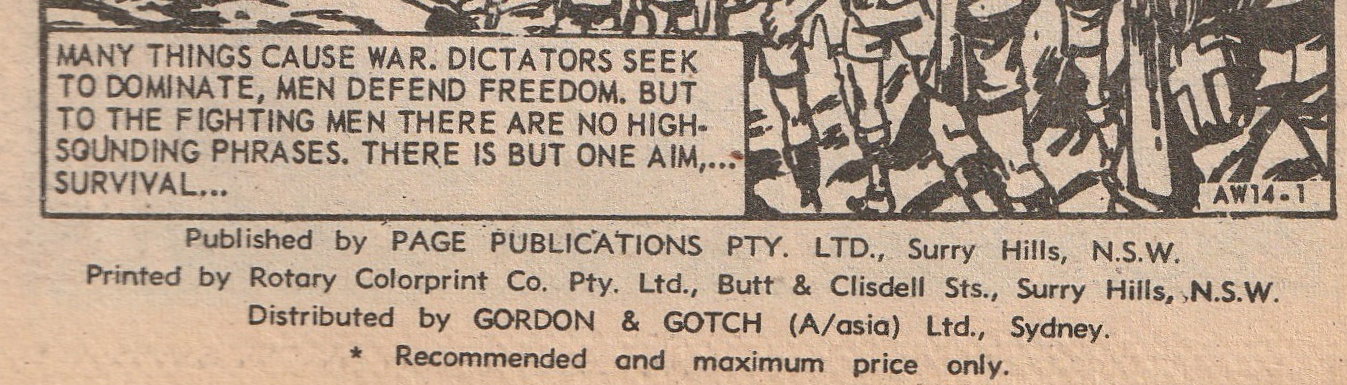 MANY THINGS CAUSE WAR. DICTATORS SEEK
TO DOMINATE, MEN DEFEND FREEDOM. BUT
TO THE FIGHTING MEN THERE ARE NO HIGH-
SOUNDING PHRASES. THERE IS BUT ONE AIM,...
SURVIVAL...
AW14-1
Published by PAGE PUBLICATIONS PTY. LTD., Surry Hills, N.S.W.
Printed by Rotary Colorprint Co. Pty. Ltd., Butt & Clisdell Sts., Surry Hills, N.S.W.
Distributed by GORDON & GOTCH (A/asia) Ltd., Sydney.
* Recommended and maximum price only.